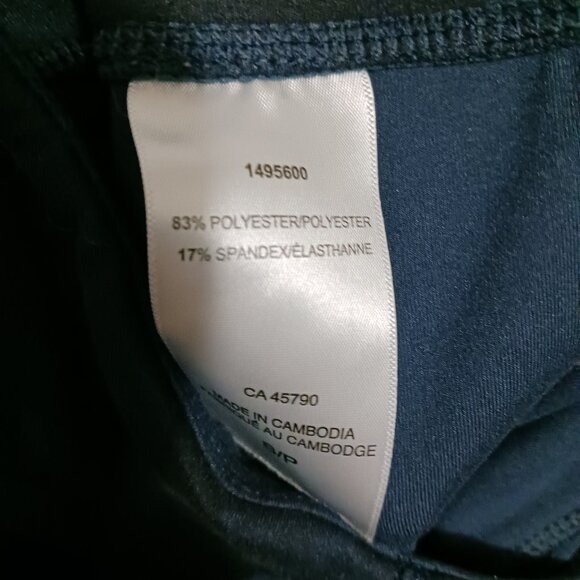 1495600
83% POLYESTER/POLYESTER
17% SPANDEX/ÉLASTHANNE
CA 45790
MADE IN CAMBODIA
AU CAMBODGE
S/P